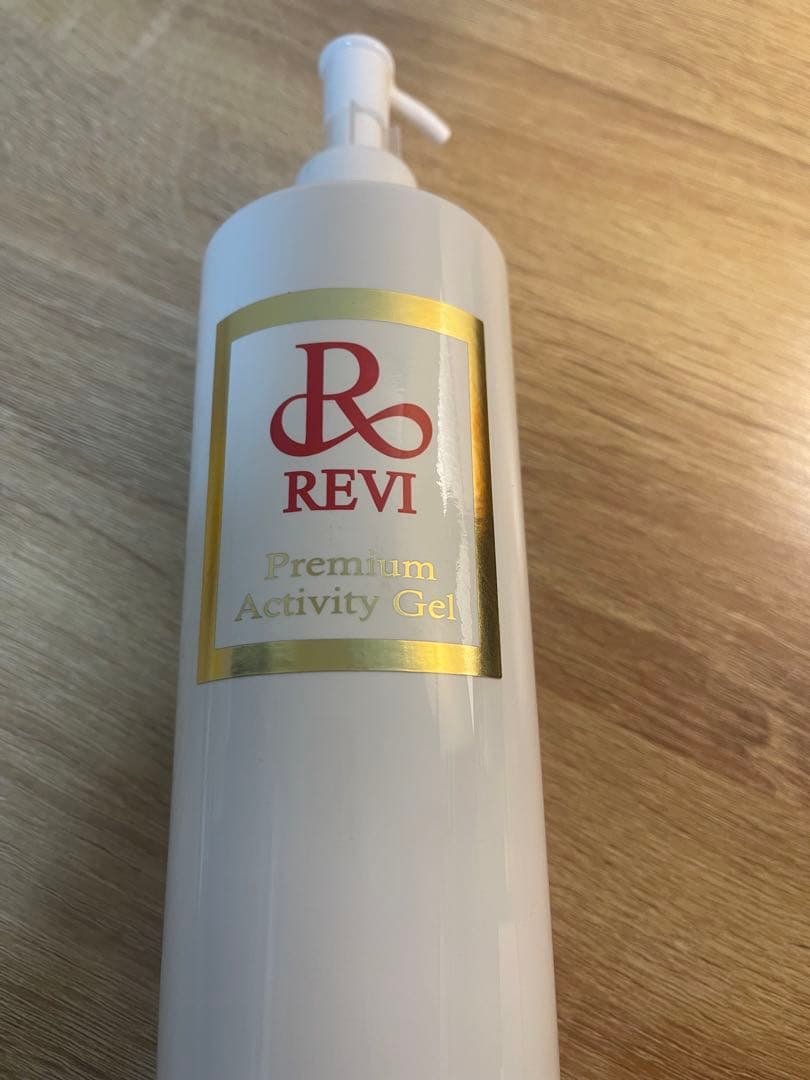 R
REVI
Premium
Activity Gel